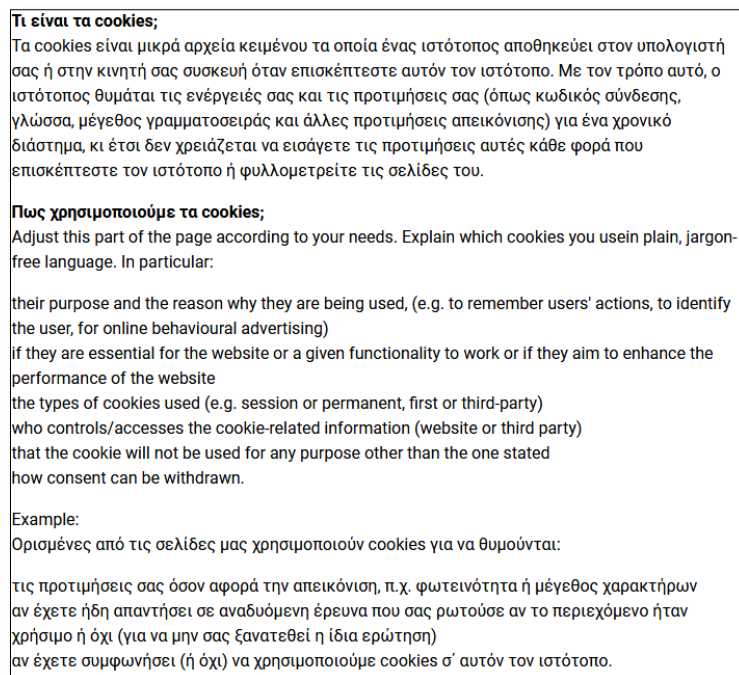 Τι είναι τα cookies;
Τα cookies είναι μικρά αρχεία κειμένου τα οποία ένας ιστότοπος αποθηκεύει στον υπολογιστή
σας ή στην κινητή σας συσκευή όταν επισκέπτεστε αυτόν τον ιστότοπο. Με τον τρόπο αυτό, ο
ιστότοπος θυμάται τις ενέργειές σας και τις προτιμήσεις σας (όπως κωδικός σύνδεσης,
γλώσσα, μέγεθος γραμματοσειράς και άλλες προτιμήσεις απεικόνισης) για ένα χρονικό
διάστημα, κι έτσι δεν χρειάζεται να εισάγετε τις προτιμήσεις αυτές κάθε φορά που
επισκέπτεστε τον ιστότοπο ή φυλλομετρείτε τις σελίδες του.
Πως χρησιμοποιούμε τα cookies;
Adjust this part of the page according to your needs. Explain which cookies you usein plain, jargon-
free language. In particular:
their purpose and the reason why they are being used, (e.g. to remember users' actions, to identify
the user, for online behavioural advertising)
if they are essential for the website or a given functionality to work or if they aim to enhance the
performance of the website
the types of cookies used (e.g. session or permanent, first or third-party)
who controls/accesses the cookie-related information (website or third party)
that the cookie will not be used for any purpose other than the one stated
how consent can be withdrawn.
Example:
Ορισμένες από τις σελίδες μας χρησιμοποιούν cookies για να θυμούνται:
τις προτιμήσεις σας όσον αφορά την απεικόνιση, π.χ. φωτεινότητα ή μέγεθος χαρακτήρων
αν έχετε ήδη απαντήσει σε αναδυόμενη έρευνα που σας ρωτούσε αν το περιεχόμενο ήταν
χρήσιμο ή όχι (για να μην σας ξανατεθεί η ίδια ερώτηση)
αν έχετε συμφωνήσει (ή όχι) να χρησιμοποιούμε cookies σ΄ αυτόν τον ιστότοπο.